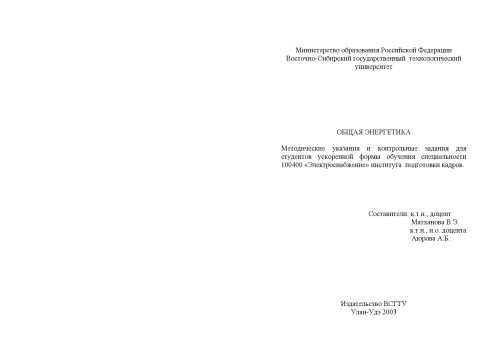 Министерство образования Российской Федерации
Восточно-Сибирский государственный технологический
университет
ОБЩАЯ ЭНЕРГЕТИКА
Методические указания и контрольные задания для
студентов ускоренной формы обучения специальности
100400 «Электроснабжение» института подготовки кадров.
Составители к.т.н., доцент
Матханова В.Э.
к.т.н., и.о. доцента
Аюрова А.Б.
Издательство ВСГТУ
Улан-Удэ 2003